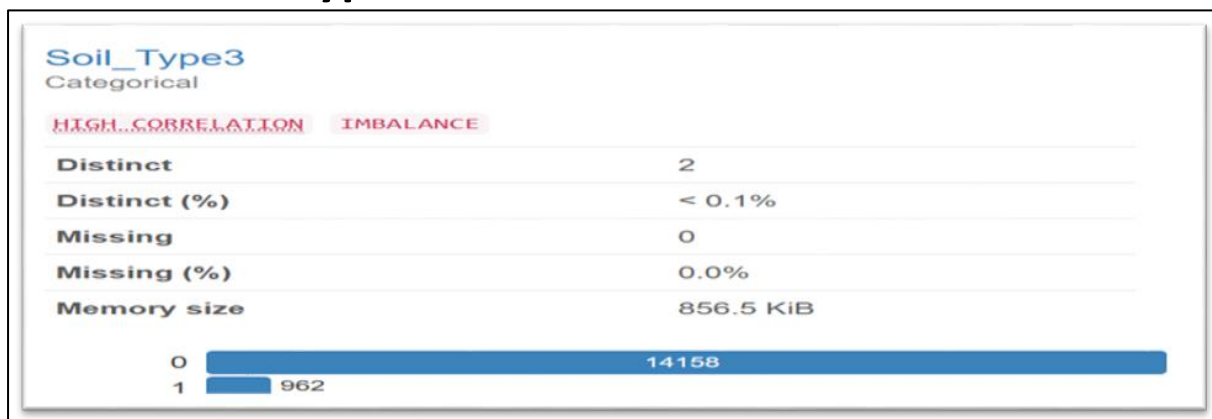 Soil_Type3
Categorical
HIGH CORRELATION IMBALANCE
Distinct 2
Distinct (%) < 0.1%
Missing 0
Missing (%) 0.0%
Memory size 856.5 KiB
0 14158
1 962